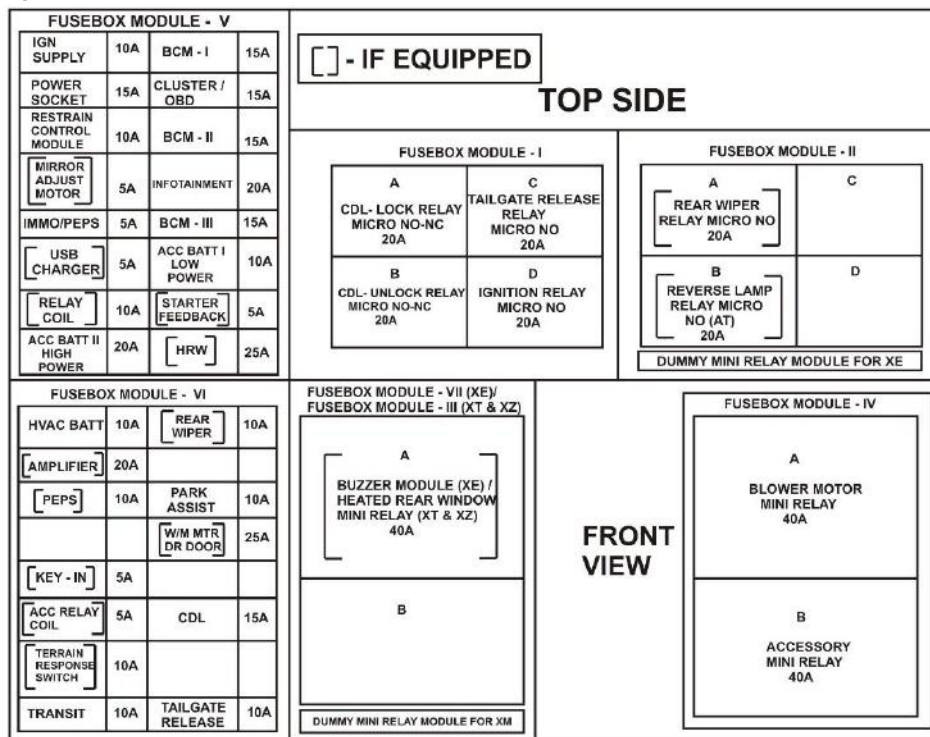 FUSEBOX MODULE - V
IGN SUPPLY 10A BCM - I 15A
POWER SOCKET 15A CLUSTER / OBD 15A
RESTRAIN CONTROL MODULE 10A BCM - II 15A
[MIRROR ADJUST MOTOR] 5A INFOTAINMENT 20A
IMMO/PEPS 5A BCM - III 15A
[USB CHARGER] 5A ACC BATT I LOW POWER 10A
[RELAY COIL] 10A [STARTER FEEDBACK] 5A
ACC BATT II HIGH POWER 20A [HRW] 25A
[ ] - IF EQUIPPED
TOP SIDE
FUSEBOX MODULE - I
A
CDL- LOCK RELAY
MICRO NO-NC
20A
C
TAILGATE RELEASE
RELAY
MICRO NO
20A
B
CDL- UNLOCK RELAY
MICRO NO-NC
20A
D
IGNITION RELAY
MICRO NO
20A
FUSEBOX MODULE - II
[A
REAR WIPER
RELAY MICRO NO
20A]
C
[B
REVERSE LAMP
RELAY MICRO
NO (AT)
20A]
D
DUMMY MINI RELAY MODULE FOR XE
FUSEBOX MODULE - VI
HVAC BATT 10A [REAR WIPER] 10A
[AMPLIFIER] 20A
[PEPS] 10A PARK ASSIST 10A
[W/M MTR DR DOOR] 25A
[KEY - IN] 5A
[ACC RELAY COIL] 5A CDL 15A
[TERRAIN RESPONSE SWITCH] 10A
TRANSIT 10A TAILGATE RELEASE 10A
FUSEBOX MODULE - VII (XE)/
FUSEBOX MODULE - III (XT & XZ)
[A
BUZZER MODULE (XE) /
HEATED REAR WINDOW
MINI RELAY (XT & XZ)
40A]
B
DUMMY MINI RELAY MODULE FOR XM
FRONT
VIEW
FUSEBOX MODULE - IV
A
BLOWER MOTOR
MINI RELAY
40A
B
ACCESSORY
MINI RELAY
40A